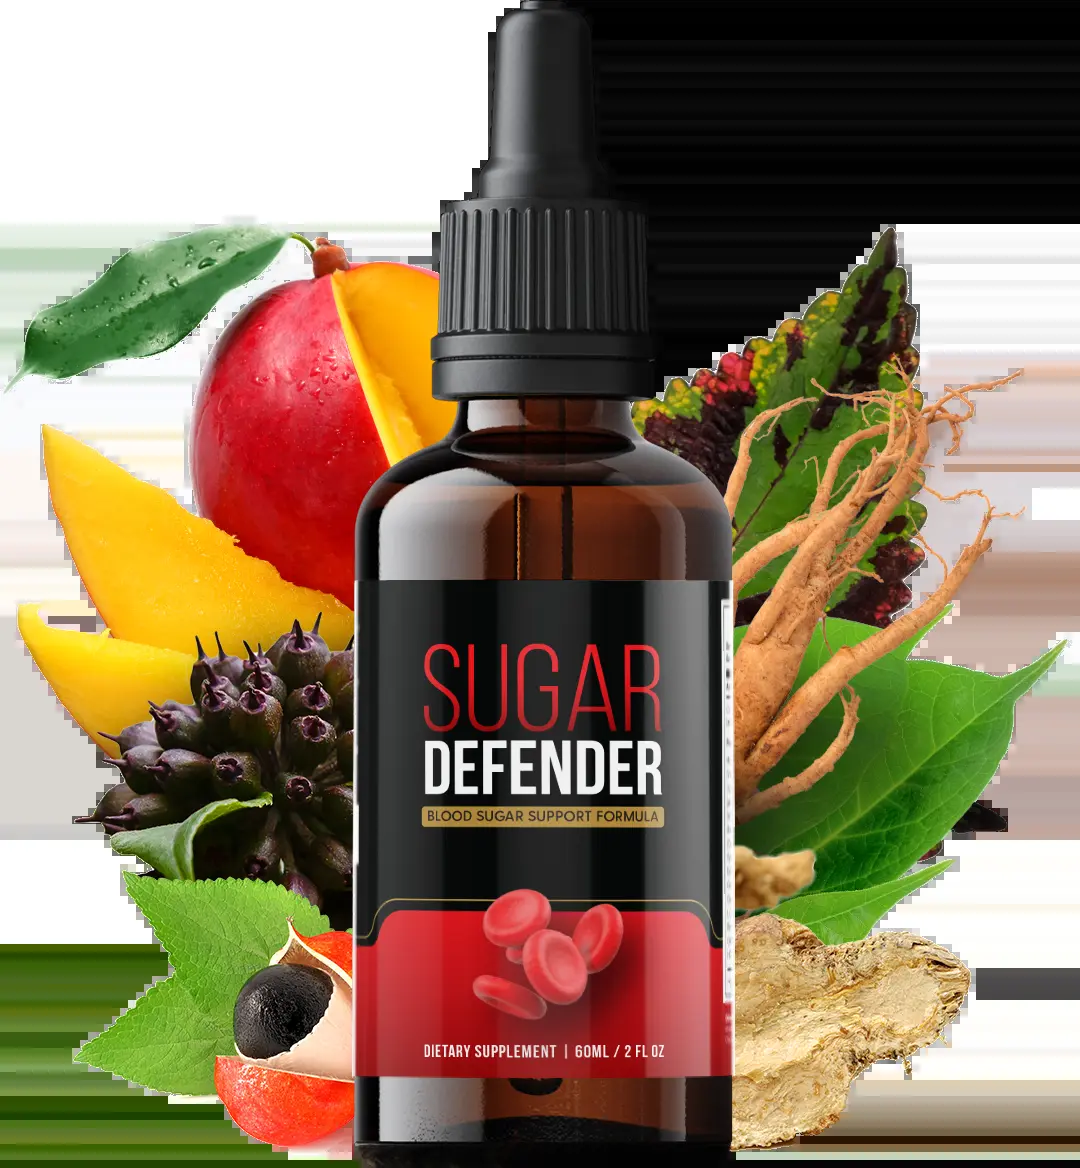 SUGAR
DEFENDER
BLOOD SUGAR SUPPORT FORMULA
DIETARY SUPPLEMENT | 60ML / 2 FL OZ